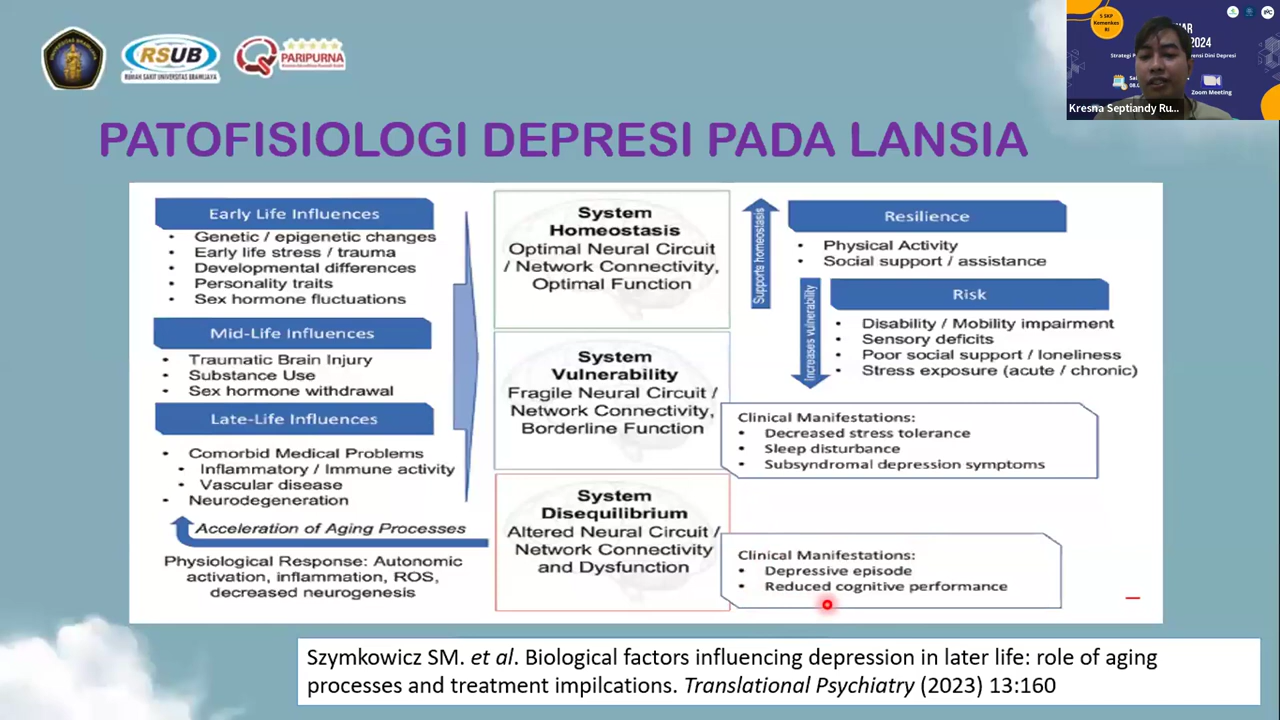 RSUB
RUMAH SAKIT UNIVERSITAS BRAWIJAYA
PARIPURNA
5 SKP
Kemenkes
RI
2024
Zoom Meeting
Kresna Septiandy Ru...
PATOFISIOLOGI DEPRESI PADA LANSIA
Early Life Influences
• Genetic / epigenetic changes
• Early life stress / trauma
• Developmental differences
• Personality traits
• Sex hormone fluctuations
Mid-Life Influences
• Traumatic Brain Injury
• Substance Use
• Sex hormone withdrawal
Late-Life Influences
• Comorbid Medical Problems
• Inflammatory / Immune activity
• Vascular disease
• Neurodegeneration
Acceleration of Aging Processes
Physiological Response: Autonomic
activation, inflammation, ROS,
decreased neurogenesis
System
Homeostasis
Optimal Neural Circuit
/ Network Connectivity,
Optimal Function
System
Vulnerability
Fragile Neural Circuit /
Network Connectivity,
Borderline Function
System
Disequilibrium
Altered Neural Circuit /
Network Connectivity
and Dysfunction
Supports homeostasis
Resilience
• Physical Activity
• Social support / assistance
Increases vulnerability
Risk
• Disability / Mobility impairment
• Sensory deficits
• Poor social support / loneliness
• Stress exposure (acute / chronic)
Clinical Manifestations:
• Decreased stress tolerance
• Sleep disturbance
• Subsyndromal depression symptoms
Clinical Manifestations:
• Depressive episode
• Reduced cognitive performance
Szymkowicz SM. et al. Biological factors influencing depression in later life: role of aging
processes and treatment impilcations. Translational Psychiatry (2023) 13:160